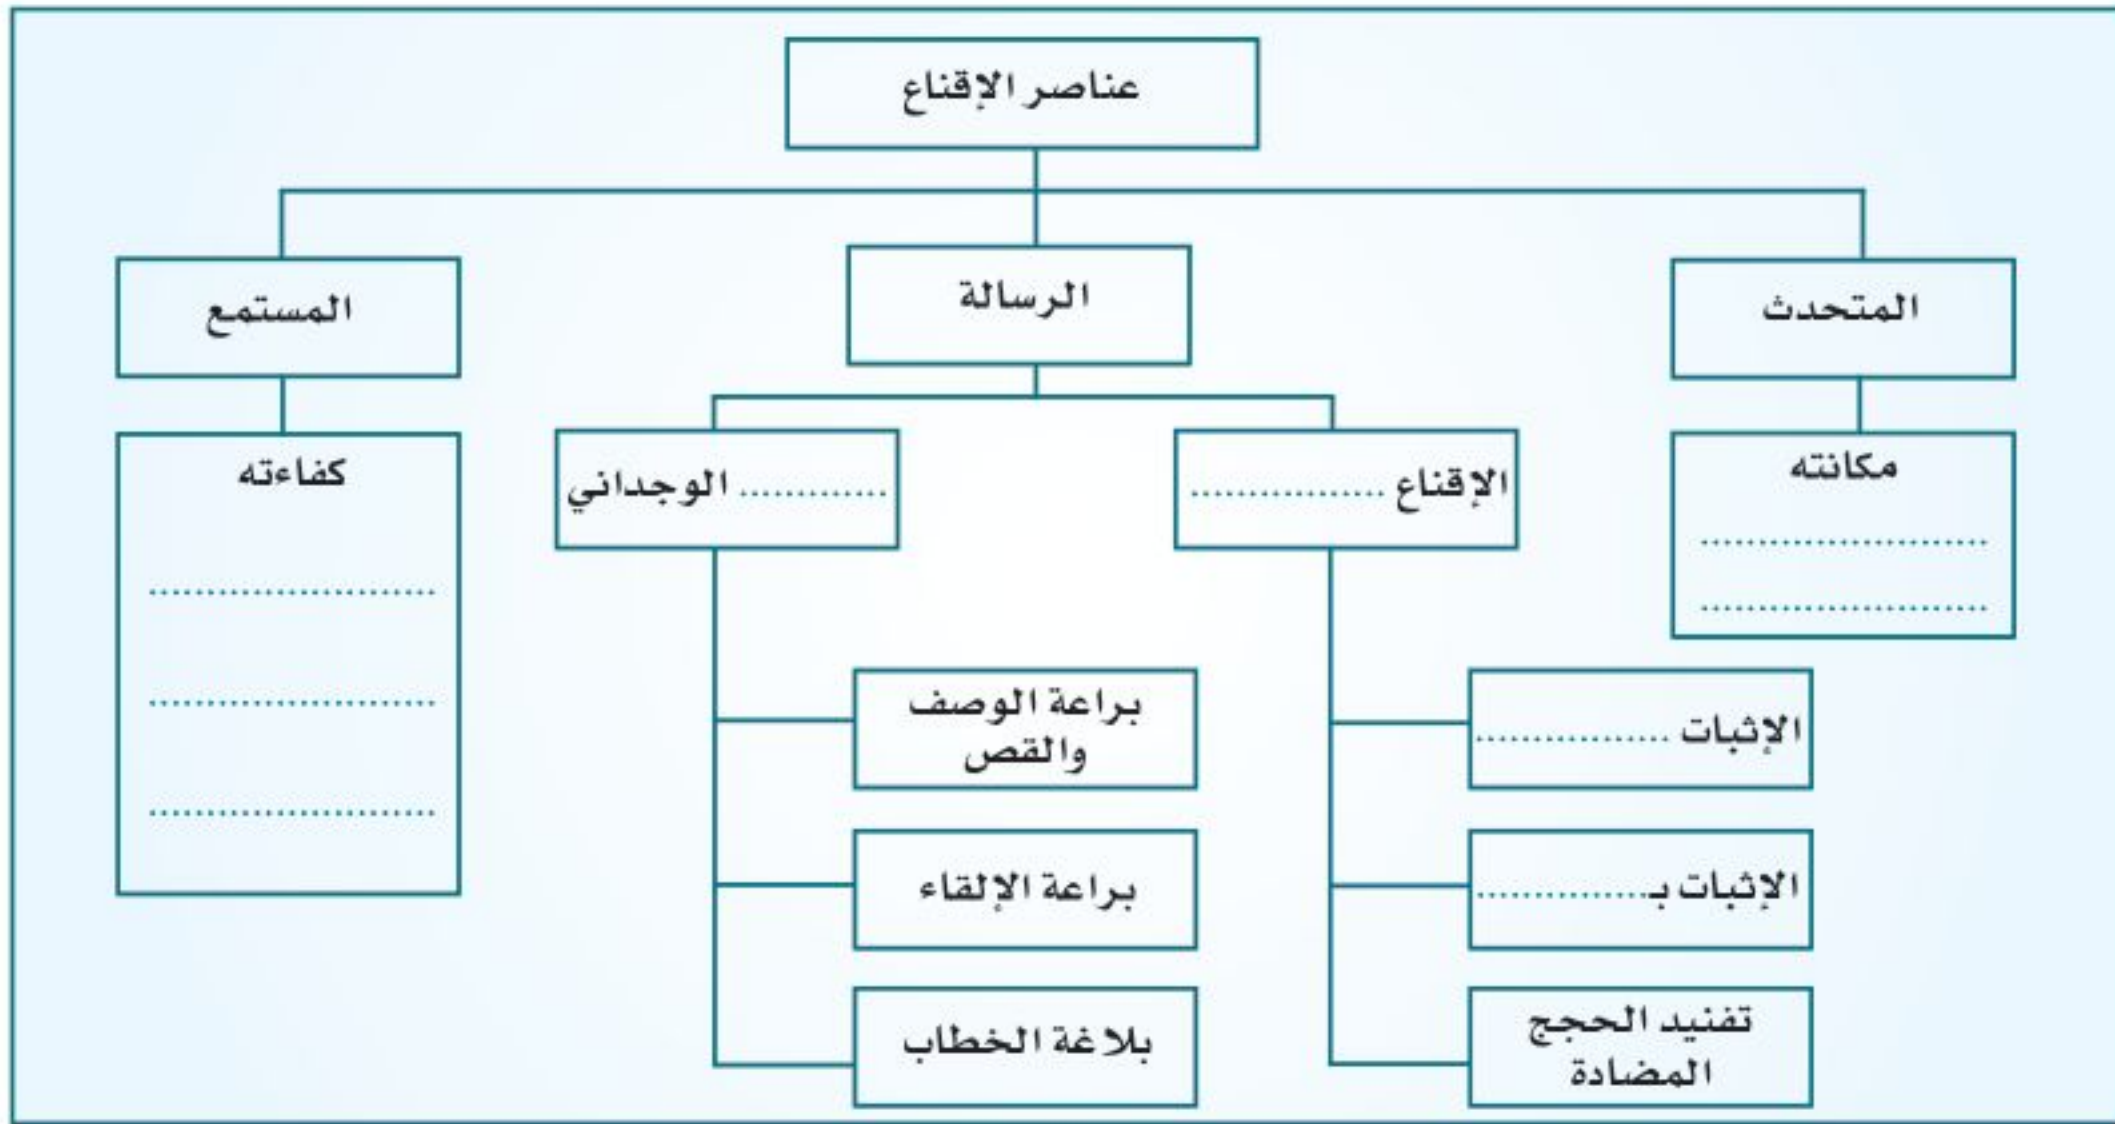 عناصر الإقناع
المتحدث
الرسالة
المستمع
مكانته
....................
....................
الإقناع ....................
.................... الوجداني
كفاءته
....................
....................
....................
الإثبات ....................
الإثبات بـ....................
تفنيد الحجج
المضادة
براعة الوصف
والقص
براعة الإلقاء
بلاغة الخطاب